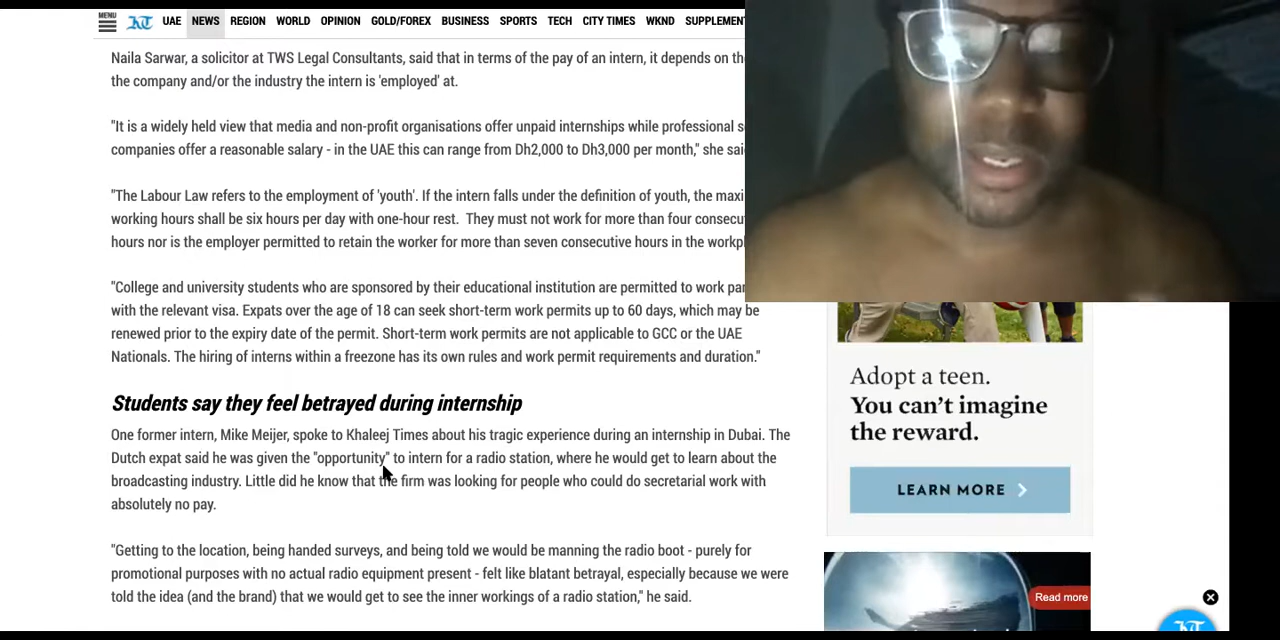 MENU
UAE NEWS REGION WORLD OPINION GOLD/FOREX BUSINESS SPORTS TECH CITY TIMES WKND SUPPLEMEN
Naila Sarwar, a solicitor at TWS Legal Consultants, said that in terms of the pay of an intern, it depends on the
the company and/or the industry the intern is 'employed' at.
"It is a widely held view that media and non-profit organisations offer unpaid internships while professional s
companies offer a reasonable salary - in the UAE this can range from Dh2,000 to Dh3,000 per month," she sai
"The Labour Law refers to the employment of 'youth'. If the intern falls under the definition of youth, the maxi
working hours shall be six hours per day with one-hour rest. They must not work for more than four consecu
hours nor is the employer permitted to retain the worker for more than seven consecutive hours in the workpl
"College and university students who are sponsored by their educational institution are permitted to work par
with the relevant visa. Expats over the age of 18 can seek short-term work permits up to 60 days, which may be
renewed prior to the expiry date of the permit. Short-term work permits are not applicable to GCC or the UAE
Nationals. The hiring of interns within a freezone has its own rules and work permit requirements and duration."
Students say they feel betrayed during internship
One former intern, Mike Meijer, spoke to Khaleej Times about his tragic experience during an internship in Dubai. The
Dutch expat said he was given the "opportunity" to intern for a radio station, where he would get to learn about the
broadcasting industry. Little did he know that the firm was looking for people who could do secretarial work with
absolutely no pay.
"Getting to the location, being handed surveys, and being told we would be manning the radio boot - purely for
promotional purposes with no actual radio equipment present - felt like blatant betrayal, especially because we were
told the idea (and the brand) that we would get to see the inner workings of a radio station," he said.
Adopt a teen.
You can't imagine
the reward.
LEARN MORE
Read more